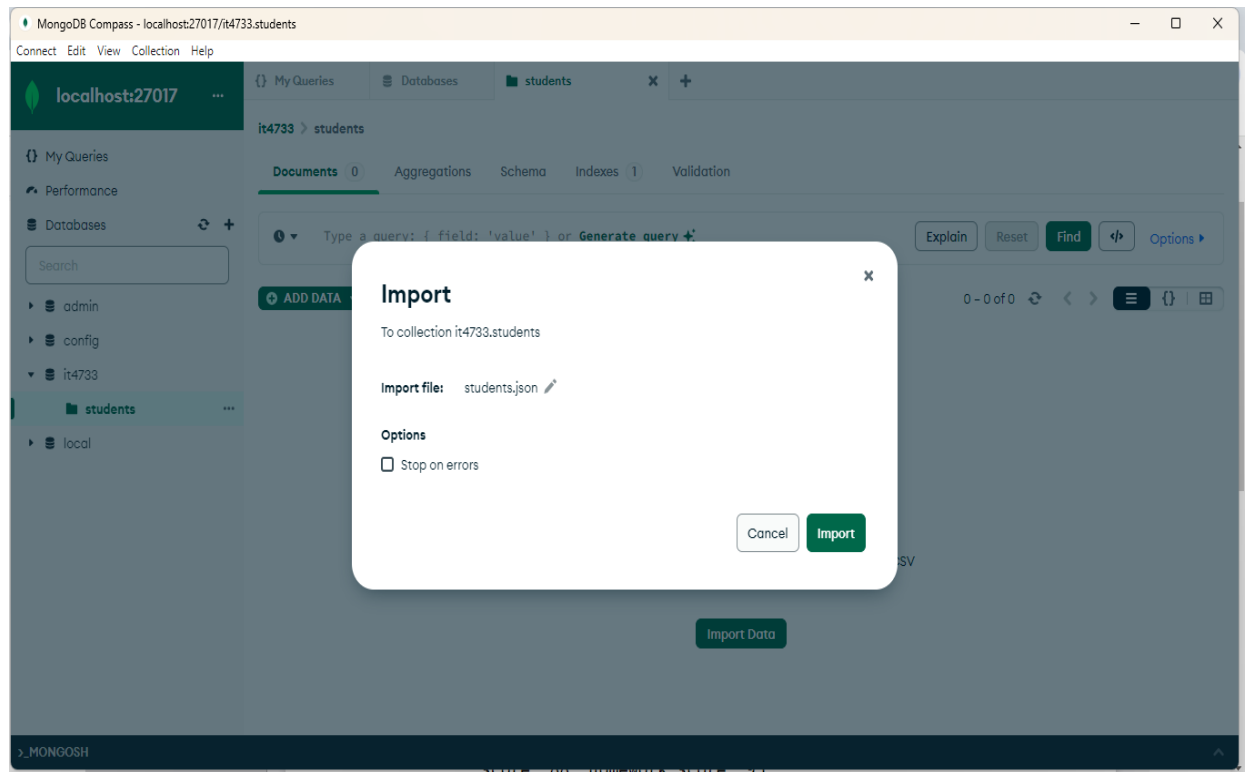 MongoDB Compass - localhost:27017/it4733.students
Connect Edit View Collection Help
localhost:27017 ...
{} My Queries Databases students
it4733 > students
{} My Queries
Performance
Databases
Search
admin
config
it4733
students ...
local
Documents 0 Aggregations Schema Indexes 1 Validation
Type a query: { field: 'value' } or Generate query
Explain Reset Find </> Options
ADD DATA
0 – 0 of 0 {}
Import
To collection it4733.students
Import file: students.json
Options
Stop on errors
Cancel Import
CSV
Import Data
>_MONGOSH